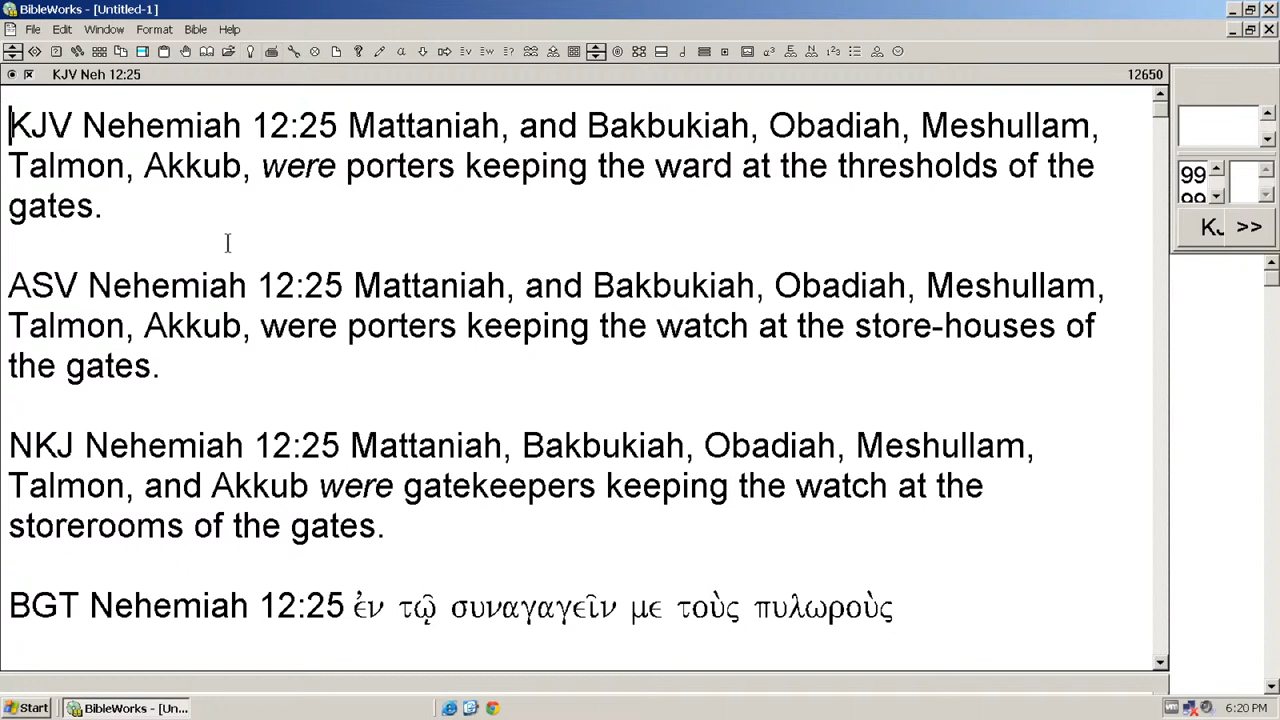 BibleWorks - [Untitled-1]
File Edit Window Format Bible Help
KJV Neh 12:25 12650
KJV Nehemiah 12:25 Mattaniah, and Bakbukiah, Obadiah, Meshullam,
Talmon, Akkub, were porters keeping the ward at the thresholds of the
gates.
ASV Nehemiah 12:25 Mattaniah, and Bakbukiah, Obadiah, Meshullam,
Talmon, Akkub, were porters keeping the watch at the store-houses of
the gates.
NKJ Nehemiah 12:25 Mattaniah, Bakbukiah, Obadiah, Meshullam,
Talmon, and Akkub were gatekeepers keeping the watch at the
storerooms of the gates.
BGT Nehemiah 12:25 ἐν τῷ συναγαγεῖν με τοὺς πυλωροὺς
99
99
KJ >>
Start BibleWorks - [Un... 6:20 PM